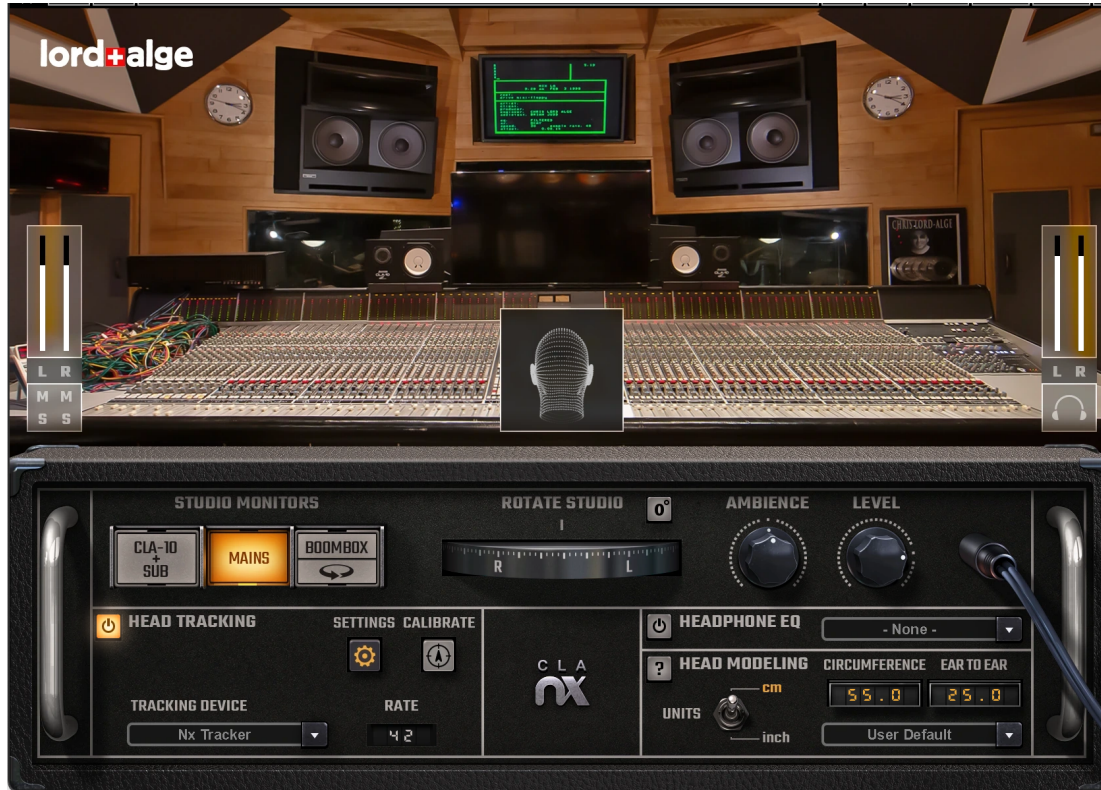 lord+alge
CHRIS LORD-ALGE
L R
M M
S S
L R
STUDIO MONITORS
CLA-10
+
SUB
MAINS
BOOMBOX
ROTATE STUDIO
0°
R L
AMBIENCE
LEVEL
HEAD TRACKING
SETTINGS CALIBRATE
TRACKING DEVICE
Nx Tracker
RATE
42
CLA
nx
HEADPHONE EQ
- None -
?
HEAD MODELING
CIRCUMFERENCE
EAR TO EAR
55.0
25.0
UNITS
cm
inch
User Default